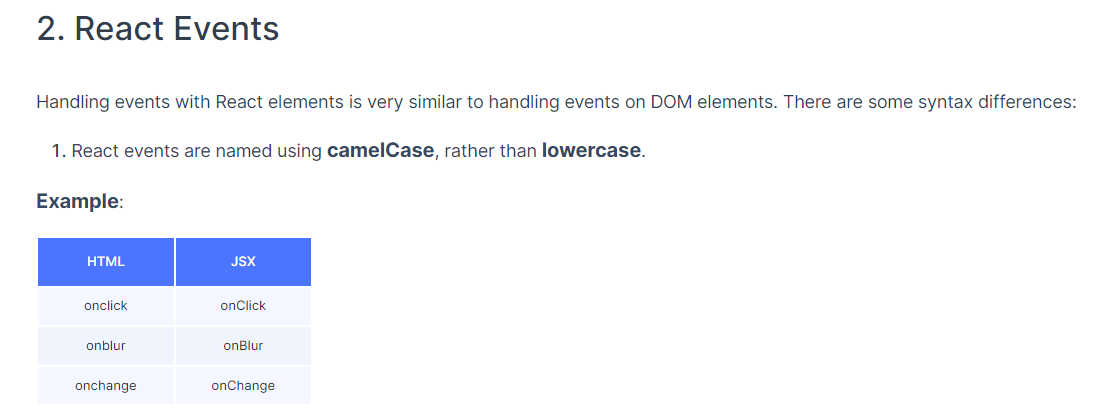 2. React Events
Handling events with React elements is very similar to handling events on DOM elements. There are some syntax differences:
1. React events are named using camelCase, rather than lowercase.
Example:
HTML JSX
onclick onClick
onblur onBlur
onchange onChange